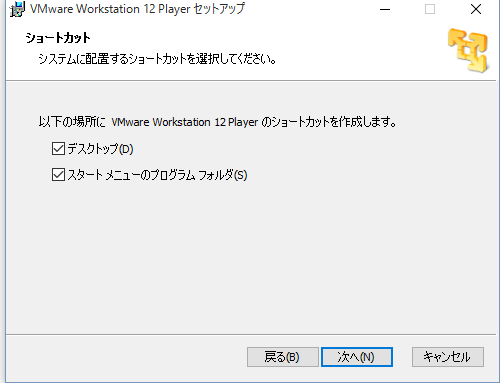 VMware Workstation 12 Player セットアップ
ショートカット
システムに配置するショートカットを選択してください。
以下の場所に VMware Workstation 12 Player のショートカットを作成します。
デスクトップ(D)
スタート メニューのプログラム フォルダ(S)
戻る(B) 次へ(N) キャンセル